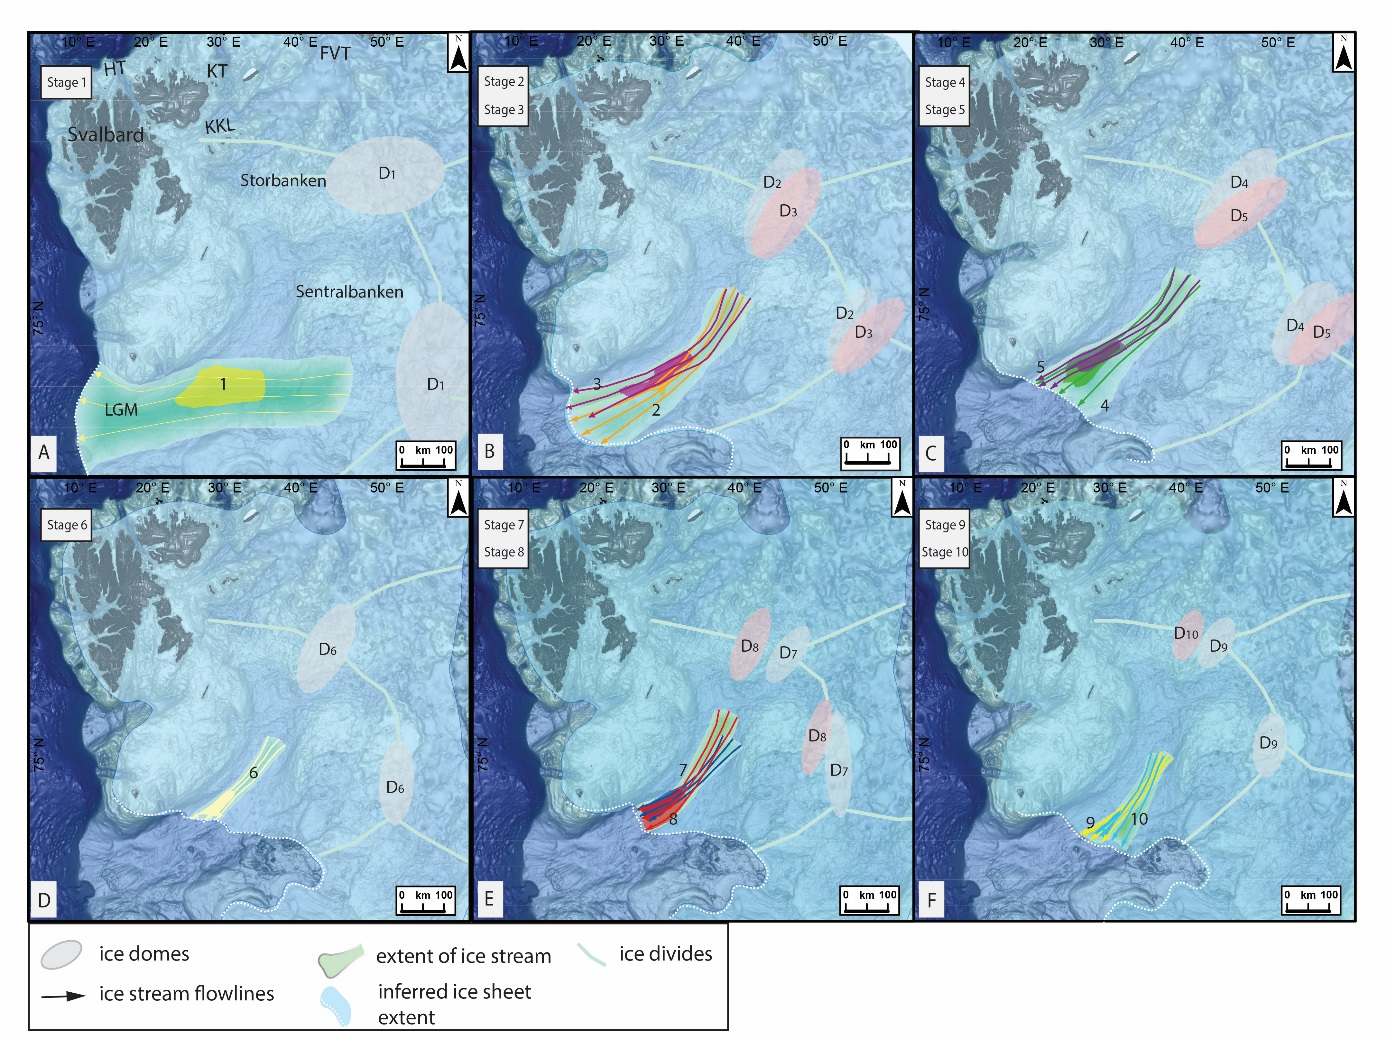 10° E 20° E 30° E 40° E 50° E
N
FVT
HT
KT
Stage 1
Svalbard
KKL
D1
Storbanken
Sentralbanken
75° N
1
LGM
D1
A
0 km 100
10° E 20° E 30° E 40° E 50° E
N
Stage 2
Stage 3
D2
D3
75° N
D2
D3
3
2
B
0 km 100
10° E 20° E 30° E 40° E 50° E
N
Stage 4
Stage 5
D4
D5
75° N
D4 D5
5
4
C
0 km 100
10° E 20° E 30° E 40° E 50° E
N
Stage 6
D6
75° N
6
D6
D
0 km 100
10° E 20° E 30° E 40° E 50° E
N
Stage 7
Stage 8
D8 D7
75° N
D8
D7
7
8
E
0 km 100
10° E 20° E 30° E 40° E 50° E
N
Stage 9
Stage 10
D10 D9
75° N
D9
9 10
F
0 km 100
ice domes
extent of ice stream
ice divides
ice stream flowlines
inferred ice sheet
extent